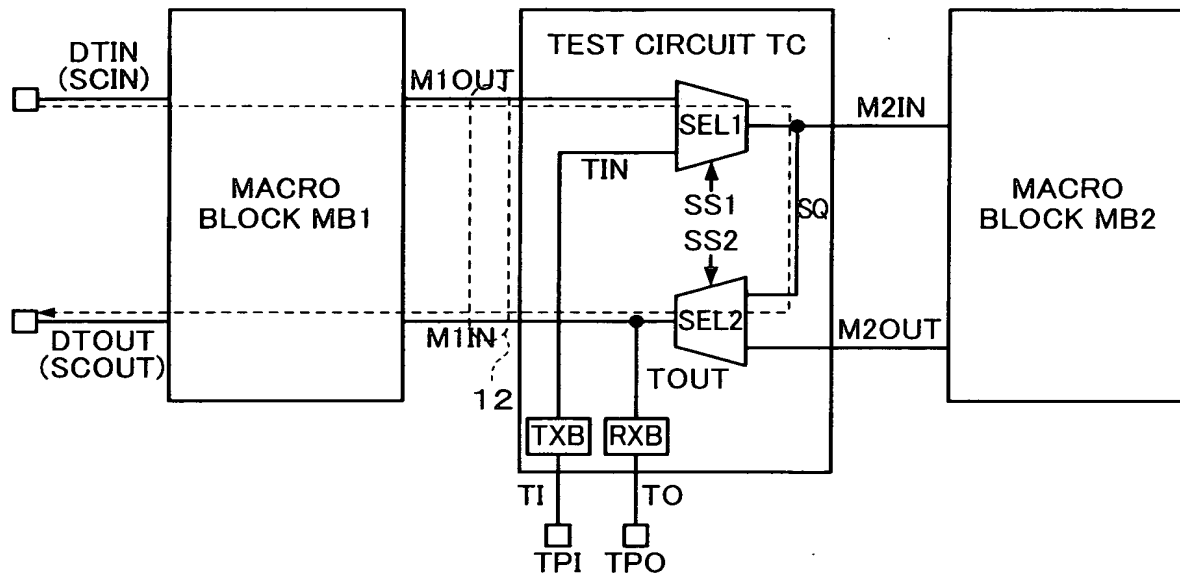 DTIN
(SCIN)
M1OUT
TEST CIRCUIT TC
SEL1
M2IN
TIN
MACRO
BLOCK MB1
SS1
SQ
MACRO
BLOCK MB2
SS2
SEL2
DTOUT
(SCOUT)
M1IN
M2OUT
TOUT
12
TXB
RXB
TI
TO
TPI
TPO